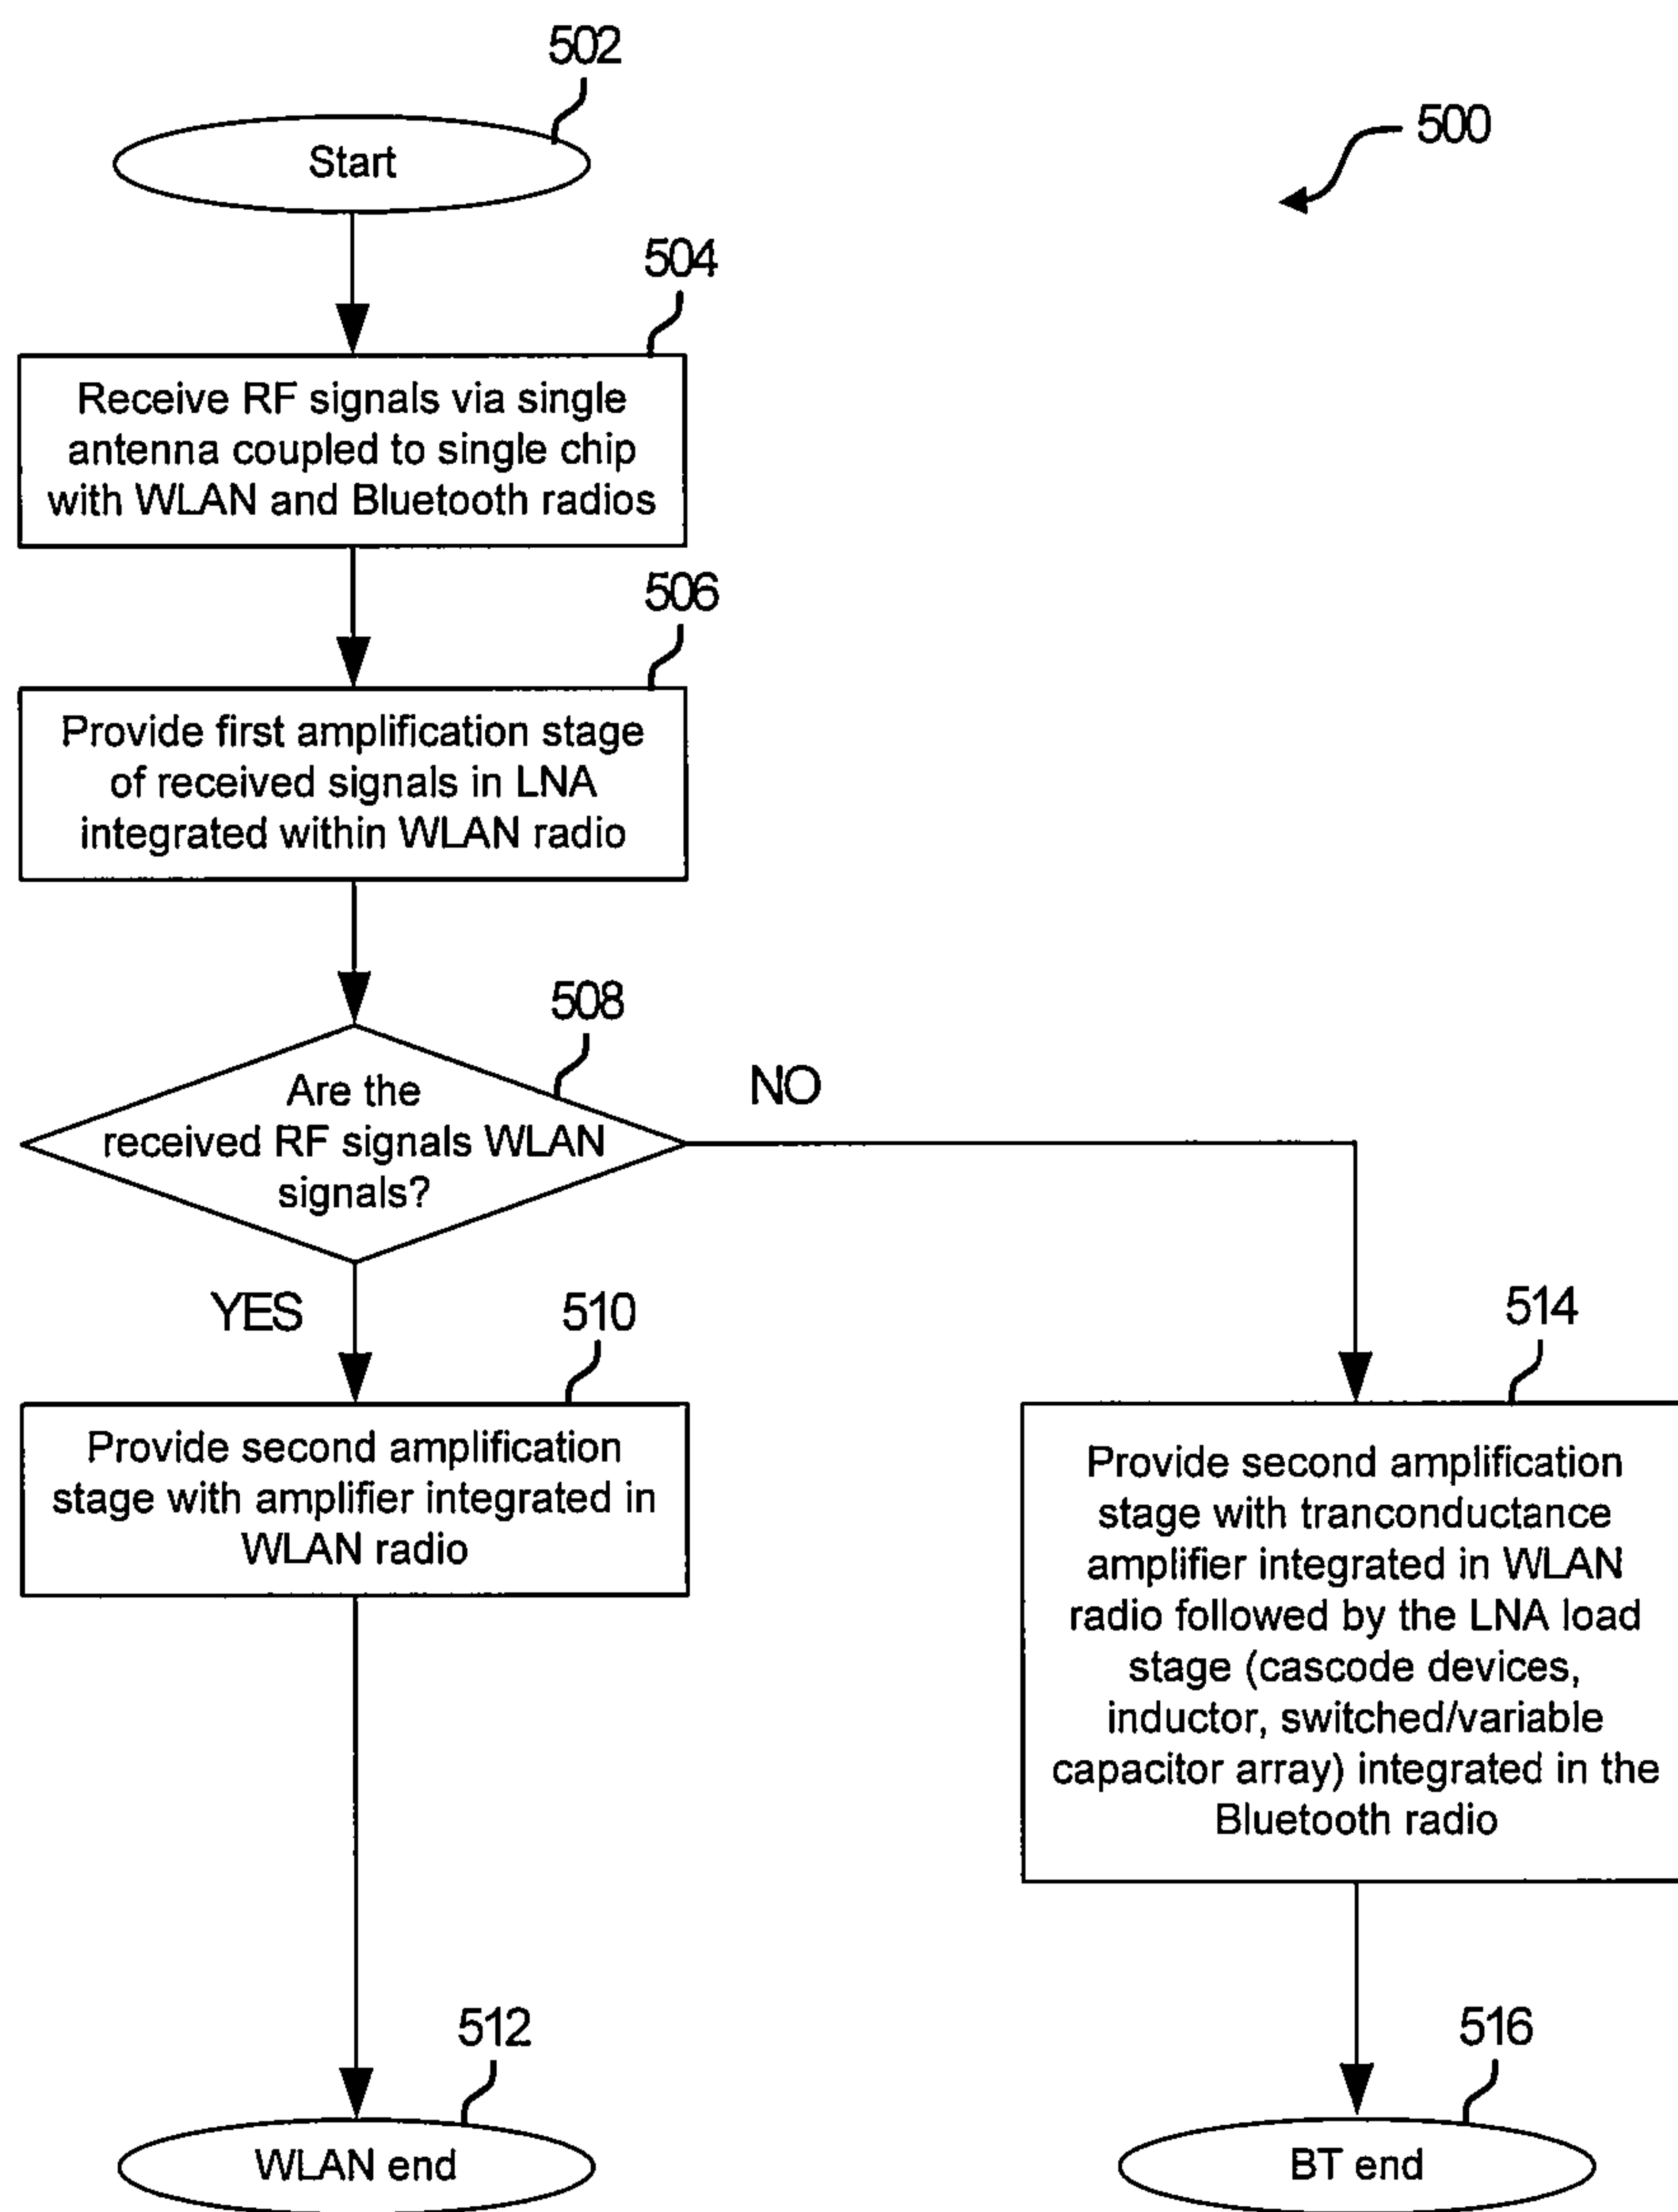 502
Start
500
504
Receive RF signals via single
antenna coupled to single chip
with WLAN and Bluetooth radios
506
Provide first amplification stage
of received signals in LNA
integrated within WLAN radio
508
Are the
received RF signals WLAN
signals?
NO
YES
510
Provide second amplification
stage with amplifier integrated in
WLAN radio
514
Provide second amplification
stage with tranconductance
amplifier integrated in WLAN
radio followed by the LNA load
stage (cascode devices,
inductor, switched/variable
capacitor array) integrated in the
Bluetooth radio
512
WLAN end
516
BT end